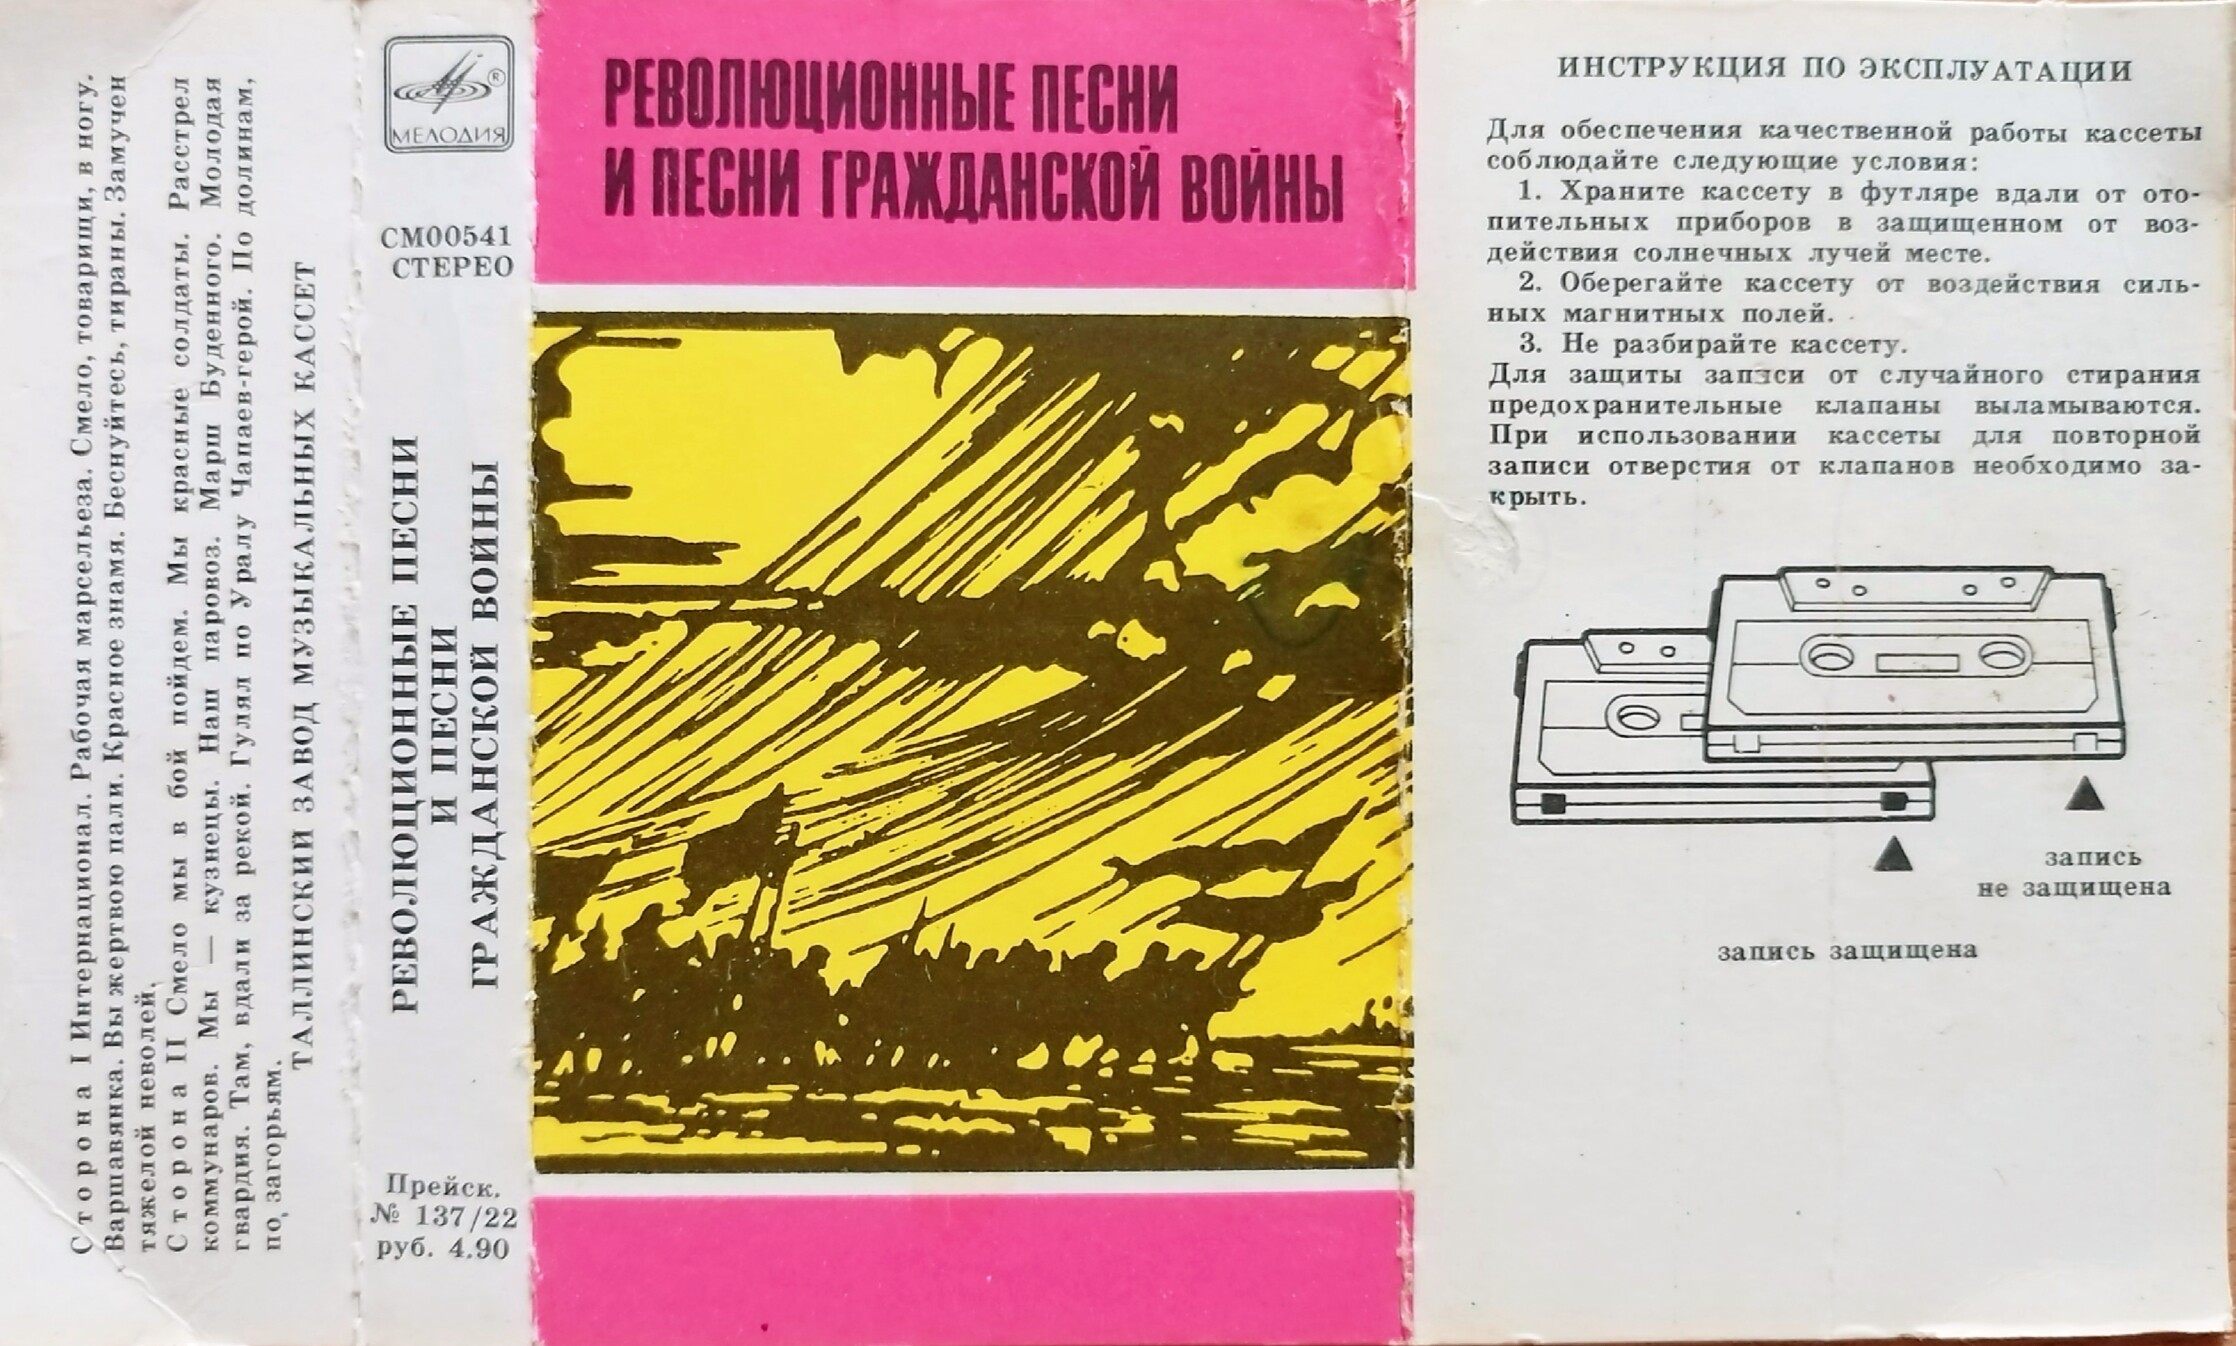 Сторона I Интернационал. Рабочая марсельеза. Смело, товарищи, в ногу.
Варшавянка. Вы жертвою пали. Красное знамя. Беснуйтесь, тираны. Замучен
тяжелой неволей.
Сторона II Смело мы в бой пойдем. Мы красные солдаты. Расстрел
коммунаров. Мы — кузнецы. Наш паровоз. Марш Буденного. Молодая
гвардия. Там, вдали за рекой. Гулял по Уралу Чапаев-герой. По долинам,
по загорьям.
ТАЛЛИНСКИЙ ЗАВОД МУЗЫКАЛЬНЫХ КАССЕТ
®
МЕЛОДИЯ
СМ00541
СТЕРЕО
РЕВОЛЮЦИОННЫЕ ПЕСНИ
И ПЕСНИ
ГРАЖДАНСКОЙ ВОЙНЫ
Прейск.
№ 137/22
руб. 4.90
РЕВОЛЮЦИОННЫЕ ПЕСНИ
И ПЕСНИ ГРАЖДАНСКОЙ ВОЙНЫ
ИНСТРУКЦИЯ ПО ЭКСПЛУАТАЦИИ
Для обеспечения качественной работы кассеты
соблюдайте следующие условия:
1. Храните кассету в футляре вдали от ото-
пительных приборов в защищенном от воз-
действия солнечных лучей месте.
2. Оберегайте кассету от воздействия силь-
ных магнитных полей.
3. Не разбирайте кассету.
Для защиты записи от случайного стирания
предохранительные клапаны выламываются.
При использовании кассеты для повторной
записи отверстия от клапанов необходимо за-
крыть.
запись
не защищена
запись защищена